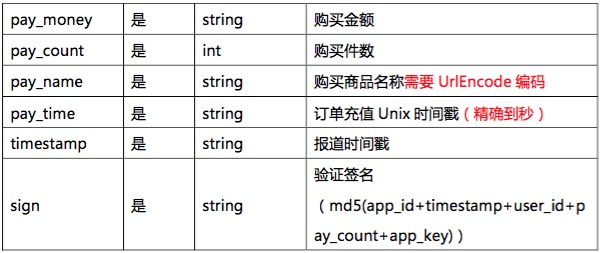 pay_money 是 string 购买金额
pay_count 是 int 购买件数
pay_name 是 string 购买商品名称需要 UrlEncode 编码
pay_time 是 string 订单充值 Unix 时间戳（精确到秒）
timestamp 是 string 报道时间戳
sign 是 string 验证签名
（md5(app_id+timestamp+user_id+p
ay_count+app_key)）